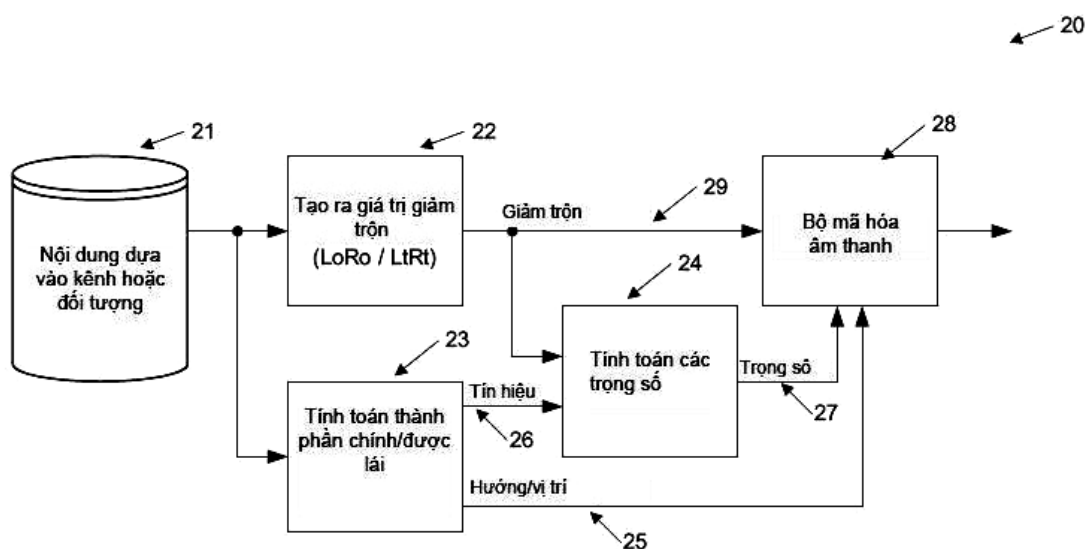 20
21
22
28
Nội dung dựa
vào kênh hoặc
đối tượng
Tạo ra giá trị giảm
trộn
(LoRo / LtRt)
Giảm trộn
29
Bộ mã hóa
âm thanh
24
23
Tính toán các
trọng số
Trọng số
27
Tính toán thành
phần chính/được
lái
Tín hiệu
26
Hướng/vị trí
25